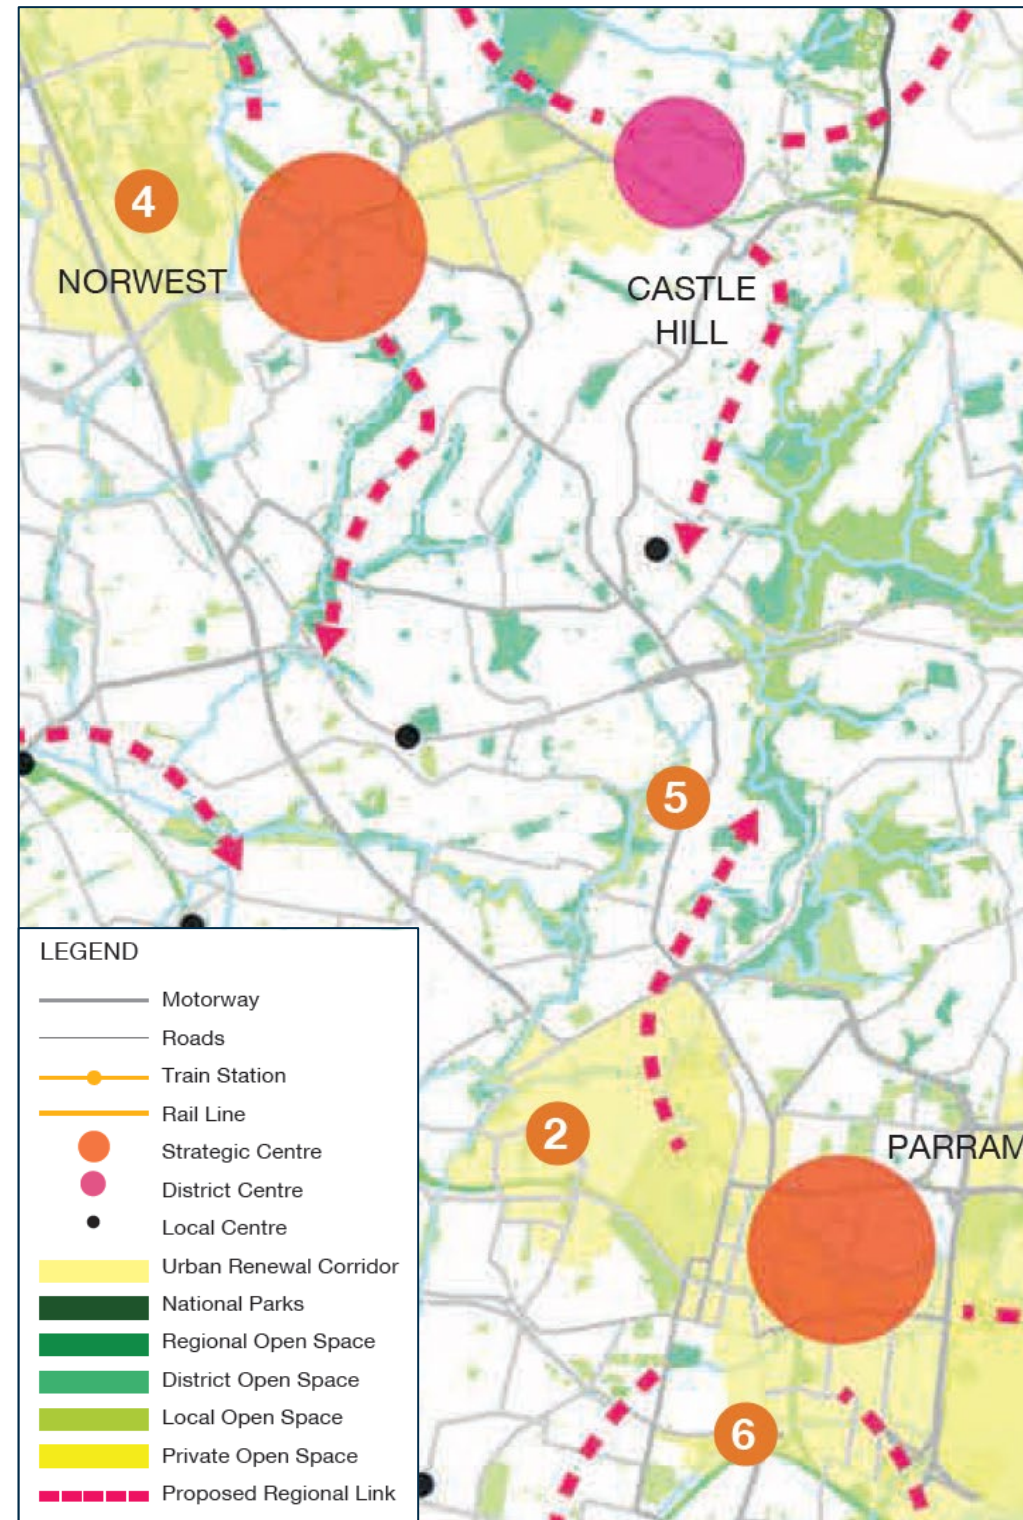 4
NORWEST
CASTLE
HILL
5
2
PARRAM
6
LEGEND
Motorway
Roads
Train Station
Rail Line
Strategic Centre
District Centre
Local Centre
Urban Renewal Corridor
National Parks
Regional Open Space
District Open Space
Local Open Space
Private Open Space
Proposed Regional Link